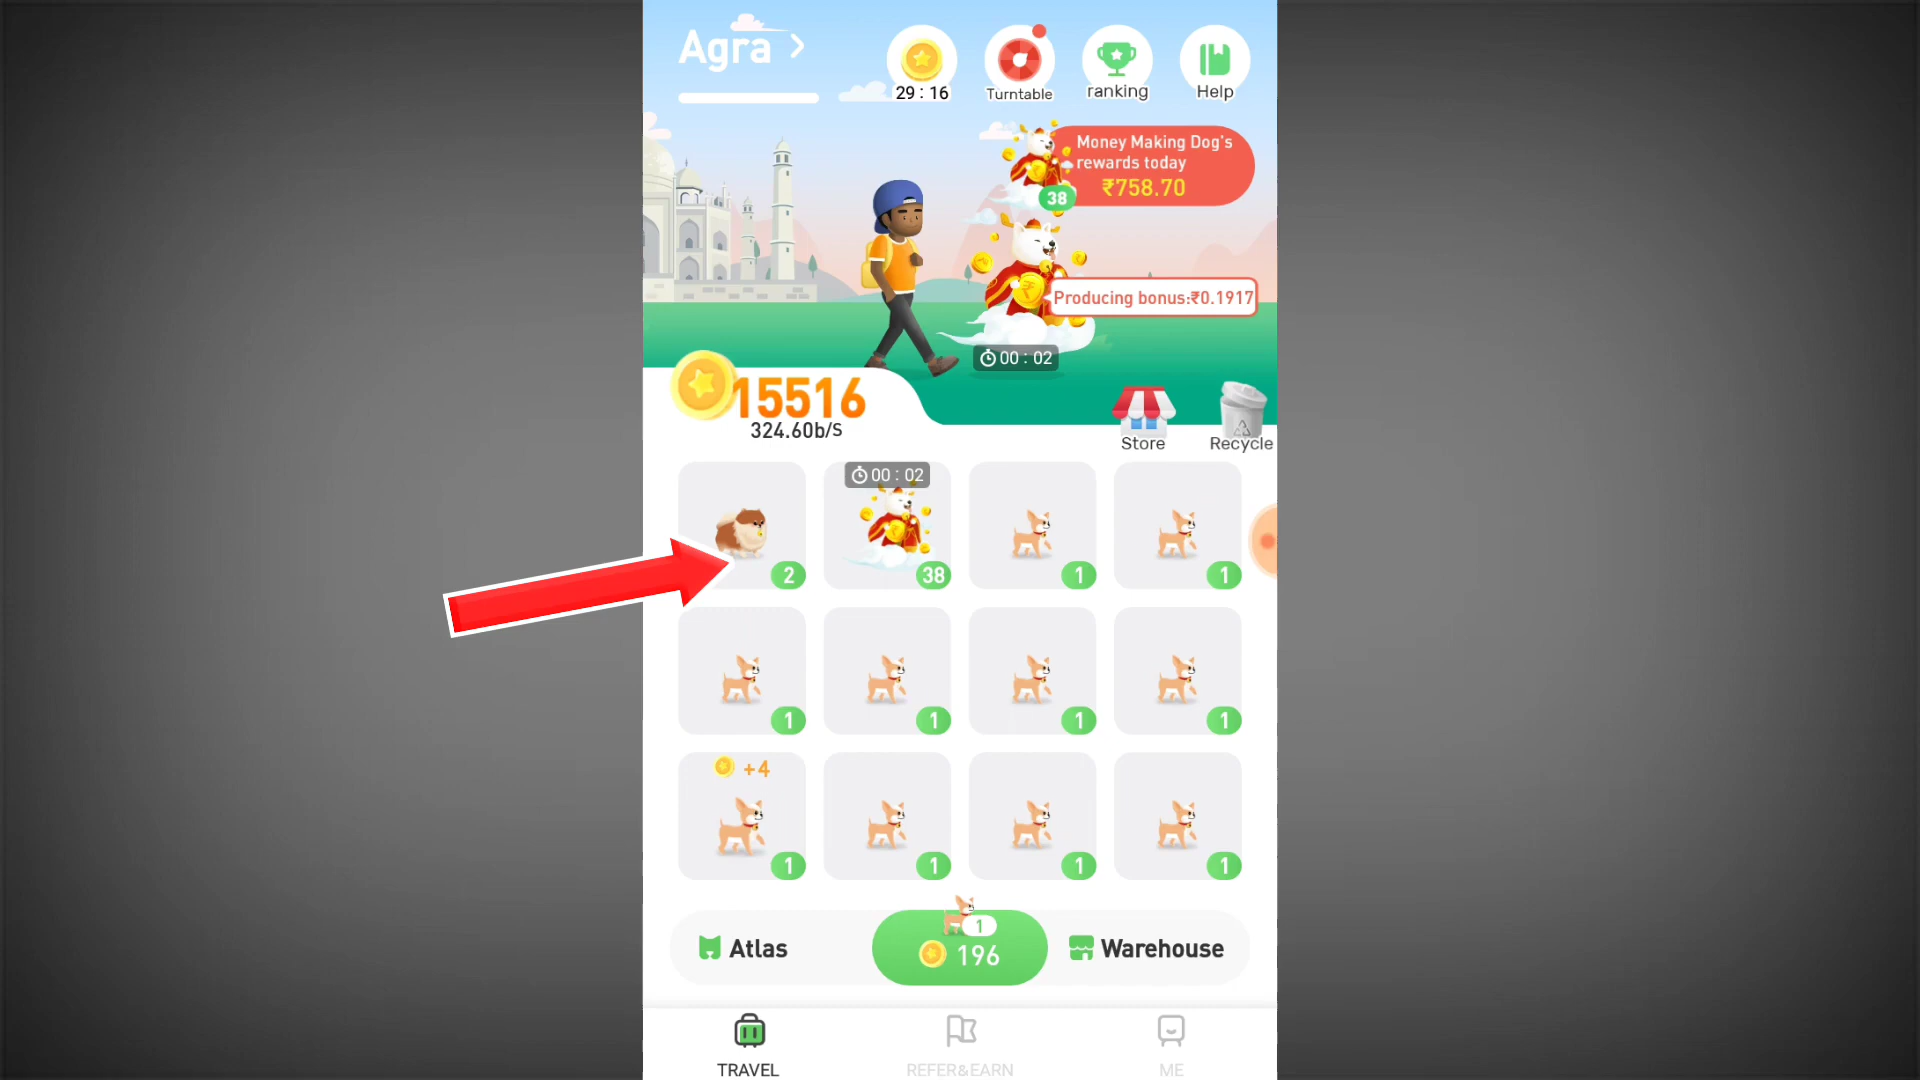 Agra
29 : 16
Turntable
ranking
Help
Money Making Dog's
rewards today
₹758.70
38
Producing bonus:₹0.1917
00 : 02
15516
324.60b/S
Store
Recycle
00 : 02
2
38
1
1
1
1
1
1
+4
1
1
1
1
Atlas
1
196
Warehouse
TRAVEL
REFER&EARN
ME